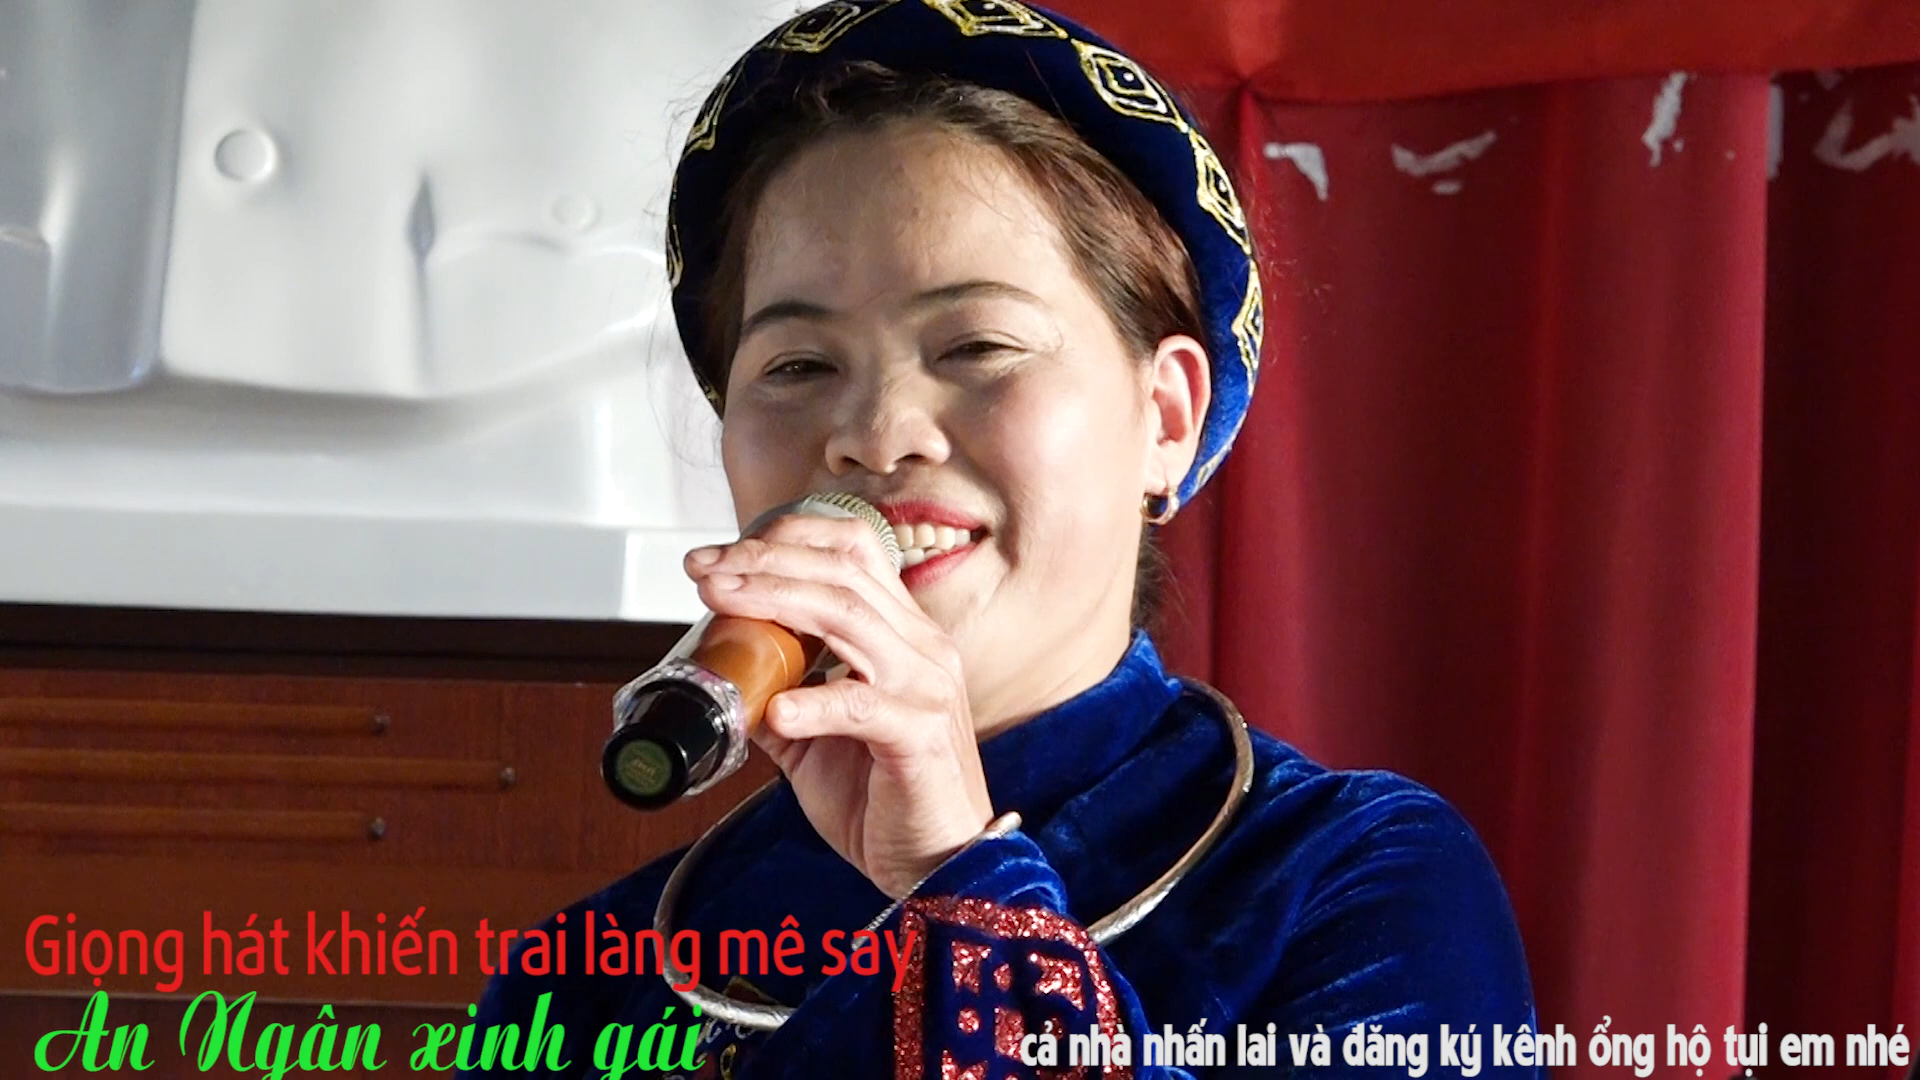 Giọng hát khiến trai làng mê say
An Ngân xinh gái
cả nhà nhấn lai và đăng ký kênh ổng hộ tụi em nhé